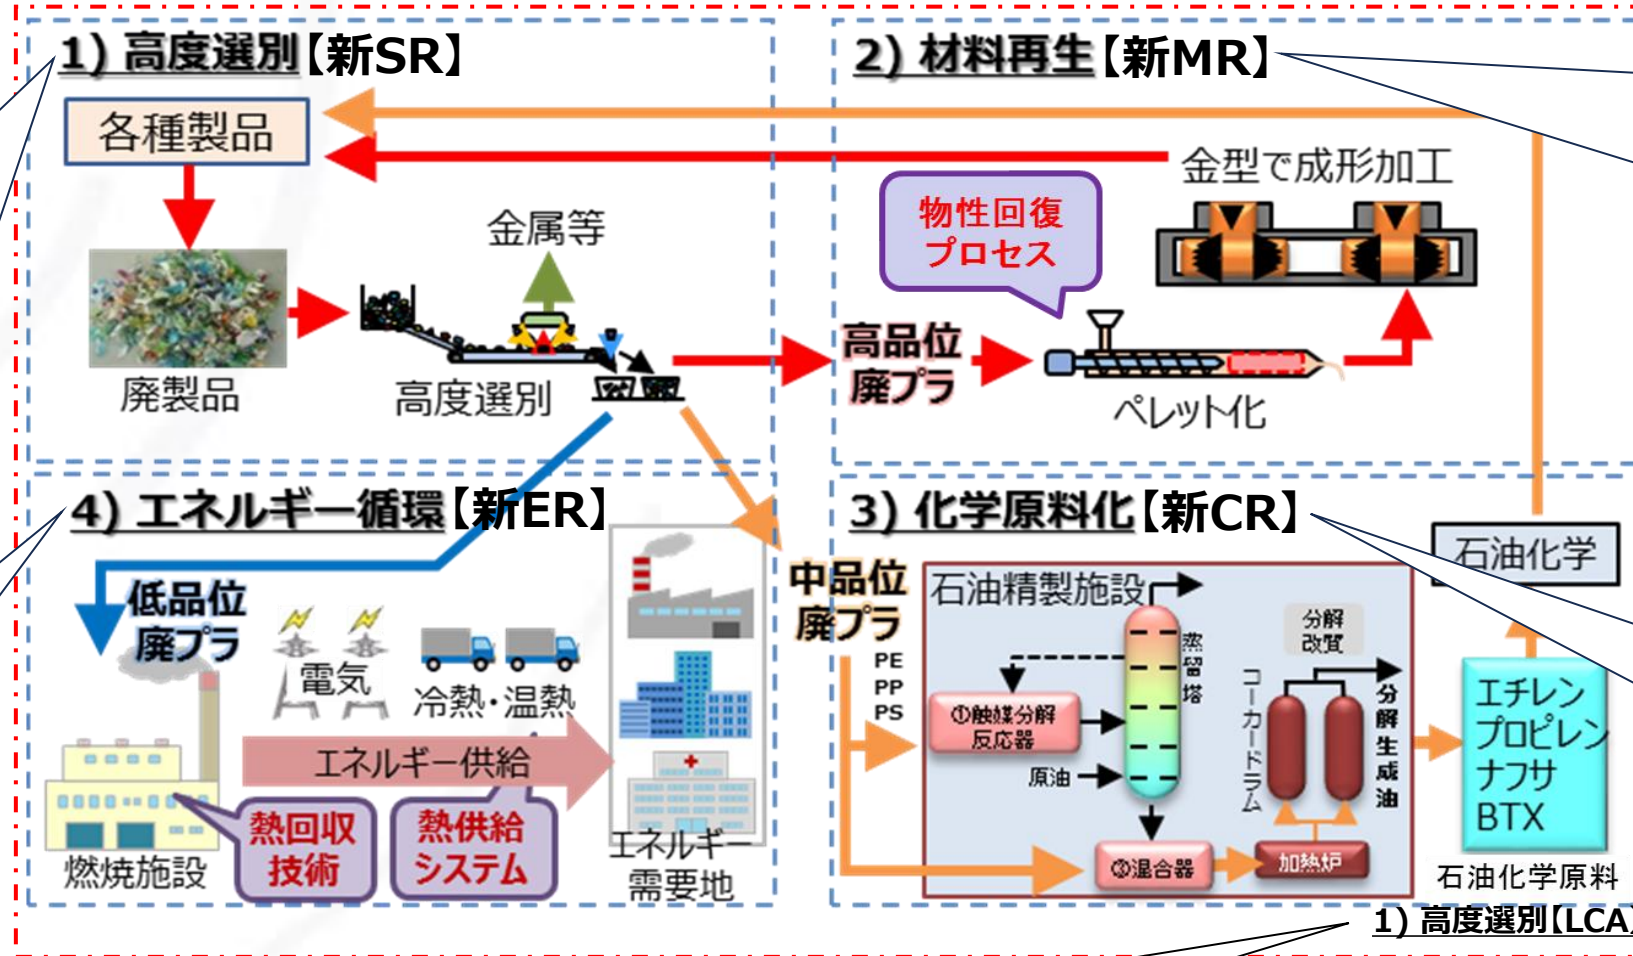 1) 高度選別【新SR】
各種製品
廃製品
金属等
高度選別
2) 材料再生【新MR】
金型で成形加工
物性回復
プロセス
高品位
廃プラ
ペレット化
4) エネルギー循環【新ER】
低品位
廃プラ
電気
冷熱・温熱
エネルギー供給
熱回収
技術
熱供給
システム
燃焼施設
エネルギー
需要地
3) 化学原料化【新CR】
中品位
廃プラ
PE
PP
PS
石油精製施設
蒸留塔
①触媒分解
反応器
原油
②混合器
加熱炉
コーカードラム
分解
改質
分解生成油
石油化学
エチレン
プロピレン
ナフサ
BTX
石油化学原料
1) 高度選別【LCA】